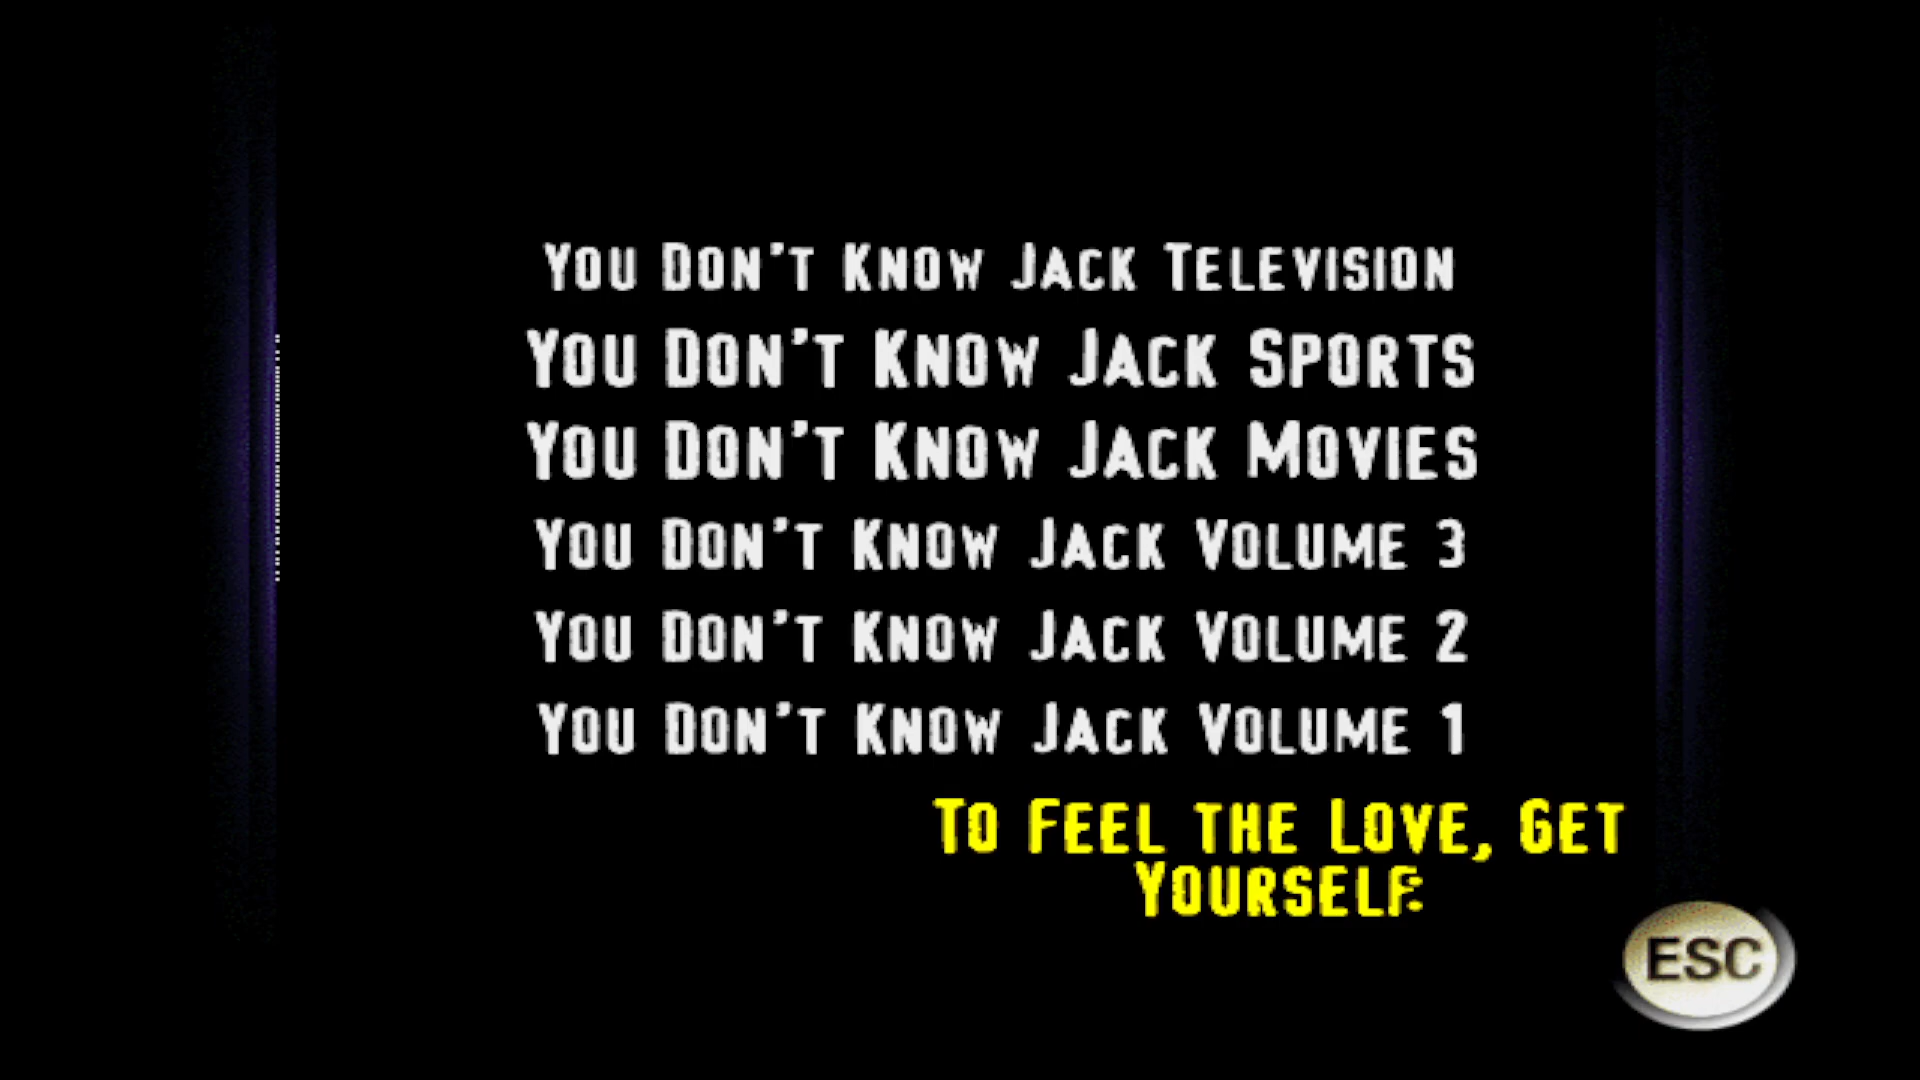 You Don't Know Jack Television
You Don't Know Jack Sports
You Don't Know Jack Movies
You Don't Know Jack Volume 3
You Don't Know Jack Volume 2
You Don't Know Jack Volume 1
To Feel the Love, Get
Yourself:
ESC